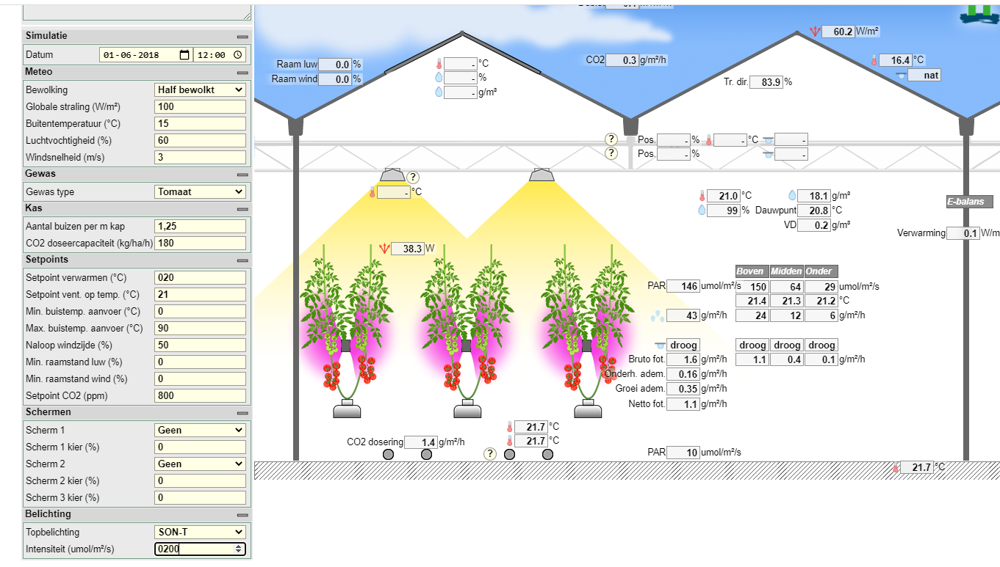 Simulatie
Datum 01-06-2018 12:00
Meteo
Bewolking Half bewolkt
Globale straling (W/m²) 100
Buitentemperatuur (°C) 15
Luchtvochtigheid (%) 60
Windsnelheid (m/s) 3
Gewas
Gewas type Tomaat
Kas
Aantal buizen per m kap 1,25
CO2 doseercapaciteit (kg/ha/h) 180
Setpoints
Setpoint verwarmen (°C) 020
Setpoint vent. op temp. (°C) 21
Min. buistemp. aanvoer (°C) 0
Max. buistemp. aanvoer (°C) 90
Naloop windzijde (%) 50
Min. raamstand luw (%) 0
Min. raamstand wind (%) 0
Setpoint CO2 (ppm) 800
Schermen
Scherm 1 Geen
Scherm 1 kier (%) 0
Scherm 2 Geen
Scherm 2 kier (%) 0
Scherm 3 kier (%) 0
Belichting
Topbelichting SON-T
Intensiteit (umol/m²/s) 0200
60.2 W/m²
Raam luw 0.0 %
Raam wind 0.0 %
- °C
- %
- g/m³
CO2 0.3 g/m²/h
16.4 °C
nat
Tr. dir. 83.9 %
? Pos. - % - °C -
? Pos. - % -
?
- °C
21.0 °C 18.1 g/m³
99 % Dauwpunt 20.8 °C
VD 0.2 g/m³
E-balans
Verwarming 0.1 W/m
38.3 W
Boven Midden Onder
PAR 146 umol/m²/s 150 64 29 umol/m²/s
21.4 21.3 21.2 °C
43 g/m²/h 24 12 6 g/m²/h
droog droog droog droog
Bruto fot. 1.6 g/m²/h 1.1 0.4 0.1 g/m²/h
Onderh. adem. 0.16 g/m²/h
Groei adem. 0.35 g/m²/h
Netto fot. 1.1 g/m²/h
21.7 °C
CO2 dosering 1.4 g/m²/h 21.7 °C
? PAR 10 umol/m²/s
21.7 °C